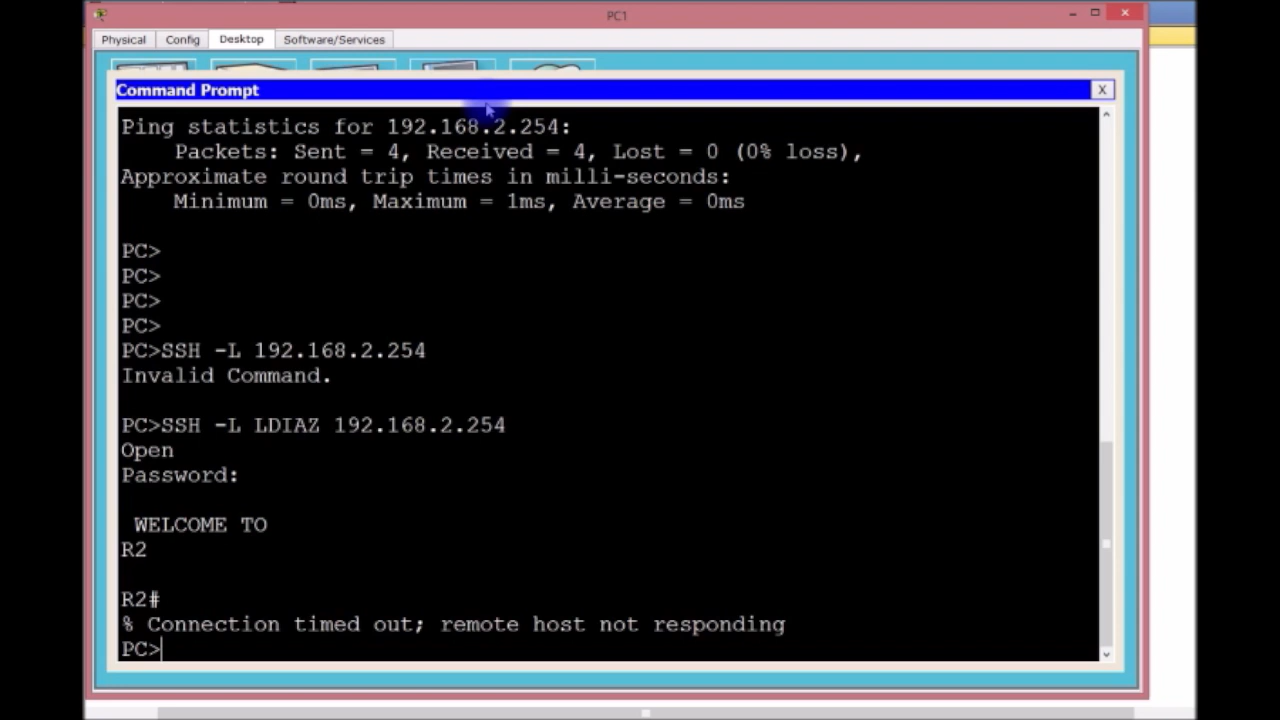 PC1
Physical Config Desktop Software/Services
Command Prompt
X
Ping statistics for 192.168.2.254:
Packets: Sent = 4, Received = 4, Lost = 0 (0% loss),
Approximate round trip times in milli-seconds:
Minimum = 0ms, Maximum = 1ms, Average = 0ms
PC>
PC>
PC>
PC>
PC>SSH -L 192.168.2.254
Invalid Command.
PC>SSH -L LDIAZ 192.168.2.254
Open
Password:
WELCOME TO
R2
R2#
% Connection timed out; remote host not responding
PC>